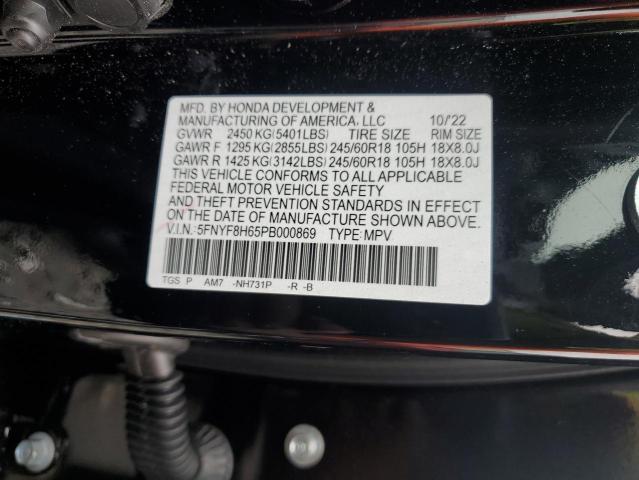 MFD. BY HONDA DEVELOPMENT &
MANUFACTURING OF AMERICA, LLC 10/'22
GVWR 2450 KG(5401LBS) TIRE SIZE RIM SIZE
GAWR F 1295 KG(2855LBS) 245/60R18 105H 18X8.0J
GAWR R 1425 KG(3142LBS) 245/60R18 105H 18X8.0J
THIS VEHICLE CONFORMS TO ALL APPLICABLE
FEDERAL MOTOR VEHICLE SAFETY
AND THEFT PREVENTION STANDARDS IN EFFECT
ON THE DATE OF MANUFACTURE SHOWN ABOVE.
V.I.N.:5FNYF8H65PB000869 TYPE: MPV
TGS P AM7 -NH731P -R -B